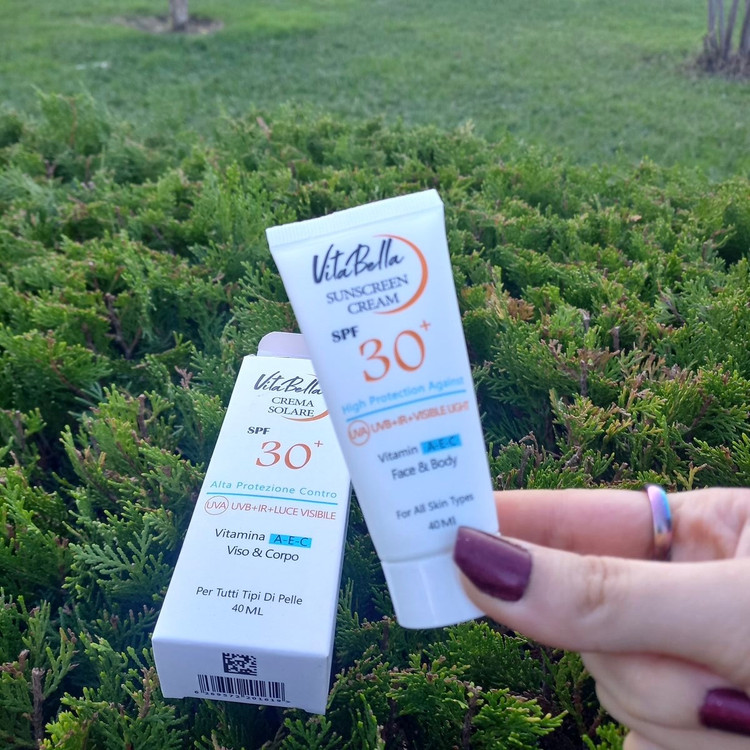 VitaBella
SUNSCREEN
CREAM
SPF 30+
High Protection Against
UVA UVB+IR+VISIBLE LIGHT
Vitamin A-E-C
Face & Body
For All Skin Types
40 Ml
VitaBella
CREMA
SOLARE
SPF
30+
Alta Protezione Contro
UVA UVB+IR+LUCE VISIBILE
Vitamina A-E-C
Viso & Corpo
Per Tutti Tipi Di Pelle
40 ML